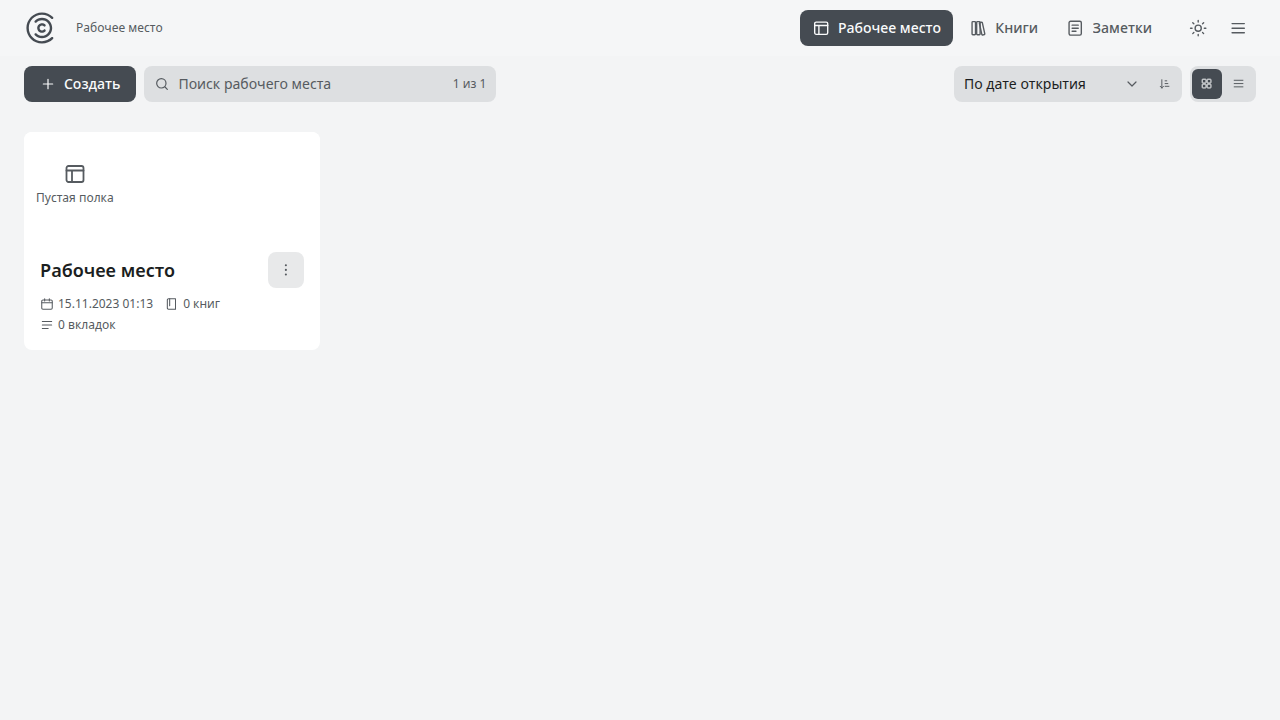 Рабочее место
Рабочее место
Книги
Заметки
Создать
Поиск рабочего места
1 из 1
По дате открытия
Пустая полка
Рабочее место
15.11.2023 01:13
0 книг
0 вкладок